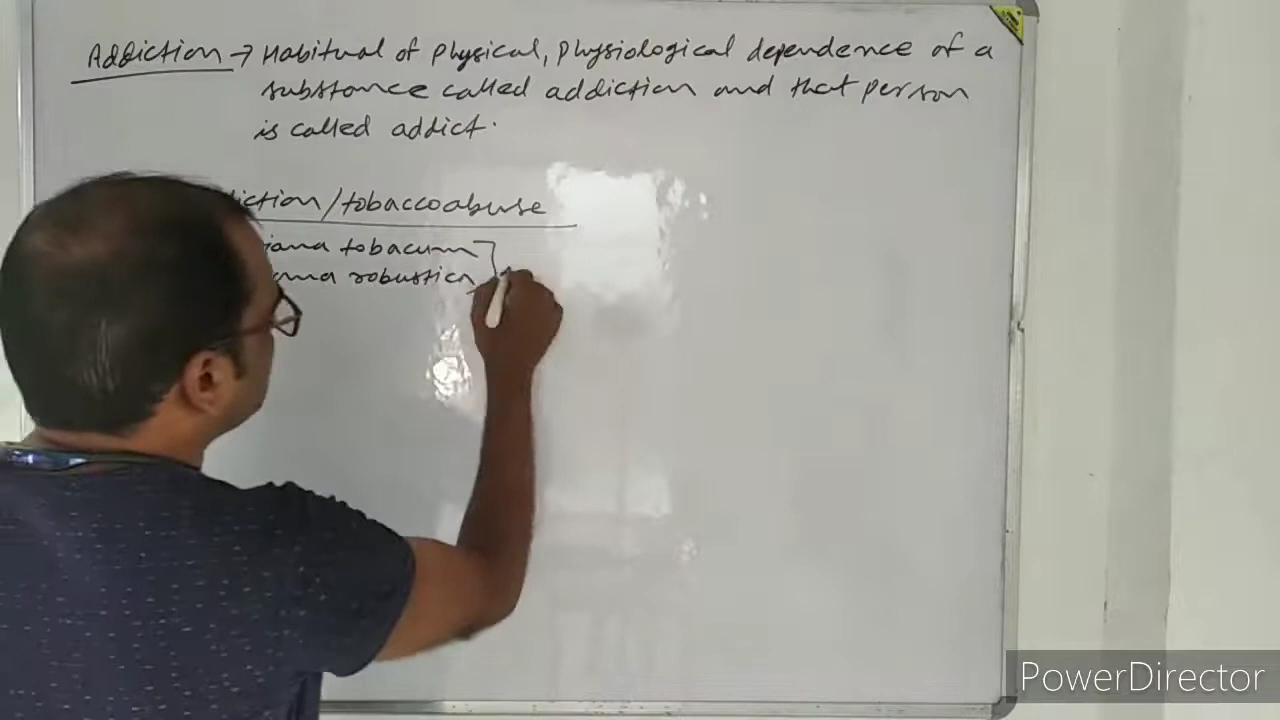 Addiction → Habitual of physical, physiological dependence of a
substance called addiction and that person
is called addict.
diction/tobaccoabuse
iana tobacum
ana robustica
PowerDirector